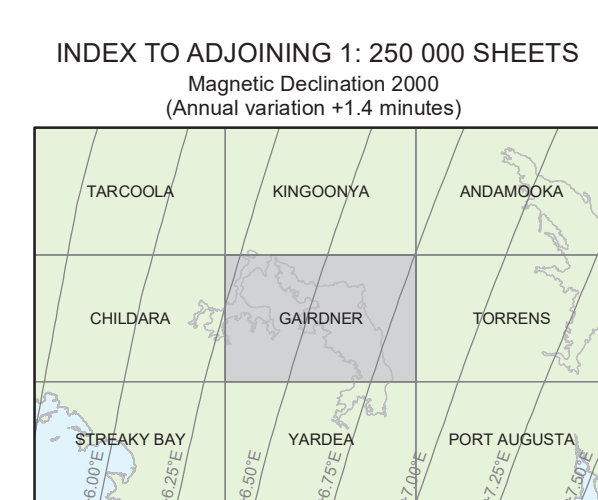 INDEX TO ADJOINING 1: 250 000 SHEETS
Magnetic Declination 2000
(Annual variation +1.4 minutes)
TARCOOLA KINGOONYA ANDAMOOKA
CHILDARA GAIRDNER TORRENS
STREAKY BAY YARDEA PORT AUGUSTA
6.00°E 6.25°E 6.50°E 6.75°E 7.00°E 7.25°E 7.50°E